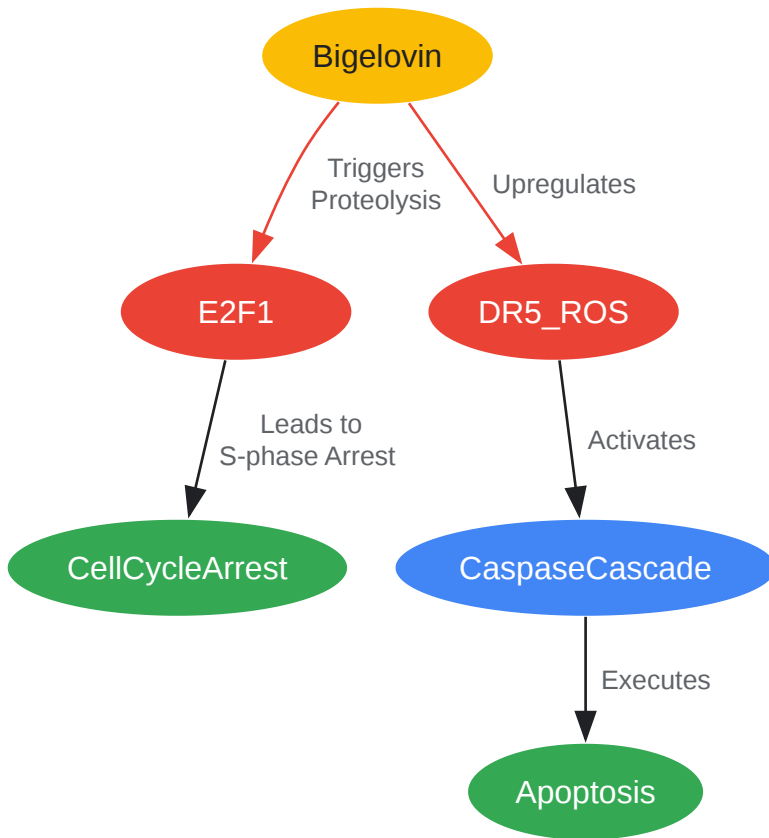 Bigelovin
Triggers
Proteolysis
Upregulates
E2F1
DR5_ROS
Leads to
S-phase Arrest
Activates
CellCycleArrest
CaspaseCascade
Executes
Apoptosis